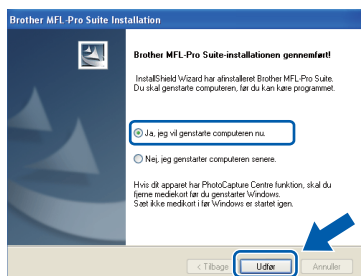 Brother MFL-Pro Suite Installation
Brother MFL-Pro Suite-installationen gennemført!
InstallShield Wizard har afinstalleret Brother MFL-Pro Suite.
Du skal genstarte computeren, før du kan køre programmet.
Ja, jeg vil genstarte computeren nu.
Nej, jeg genstarter computeren senere.
Hvis dit apparet har PhotoCapture Centre funktion, skal du
fjerne mediekort før du genstarter Windows.
Sæt ikke medikort i før Windows er startet igen.
< Tilbage
Udfør
Annuller